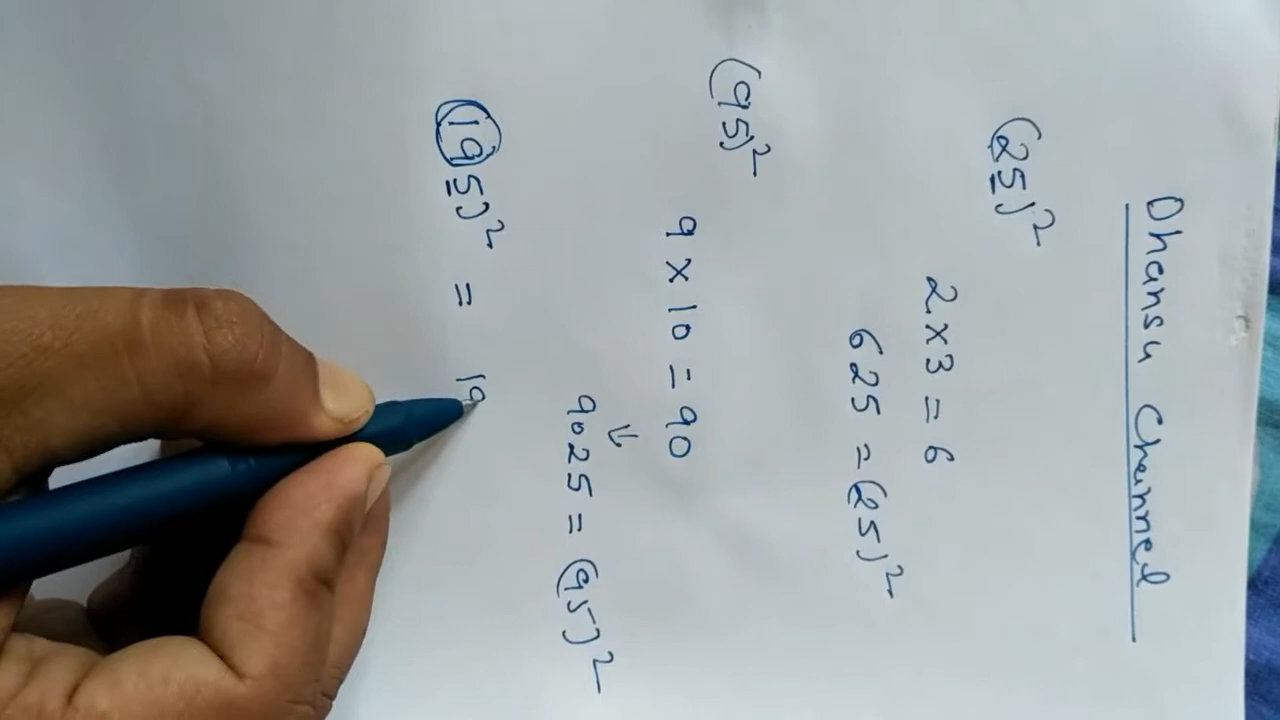 Dhansu Channel
(25)²
2 × 3 = 6
625 = (25)²
(95)²
9 × 10 = 90
↓
9025 = (95)²
(195)² = 19